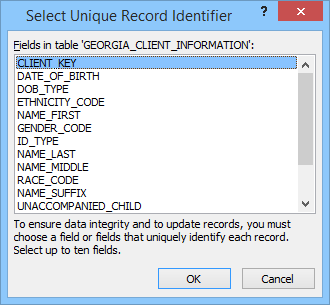 Select Unique Record Identifier
?
Fields in table 'GEORGIA_CLIENT_INFORMATION':
CLIENT_KEY
DATE_OF_BIRTH
DOB_TYPE
ETHNICITY_CODE
NAME_FIRST
GENDER_CODE
ID_TYPE
NAME_LAST
NAME_MIDDLE
RACE_CODE
NAME_SUFFIX
UNACCOMPANIED_CHILD
To ensure data integrity and to update records, you must
choose a field or fields that uniquely identify each record.
Select up to ten fields.
OK
Cancel